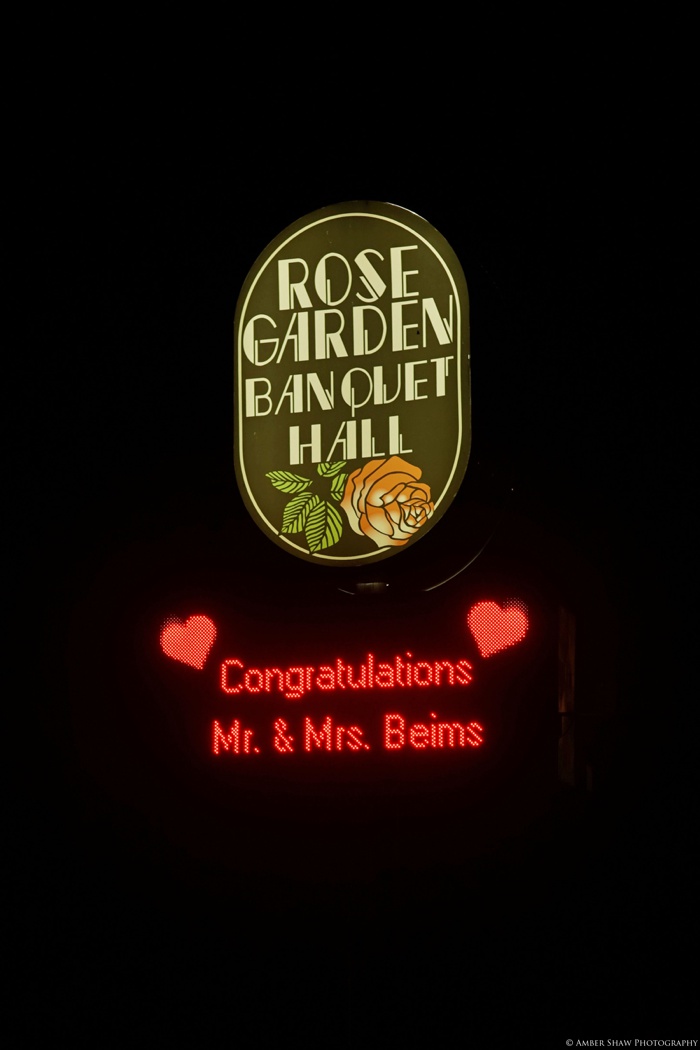 ROSE
GARDEN
BANQUET
HALL
Congratulations
Mr. & Mrs. Beims
© AMBER SHAW PHOTOGRAPHY